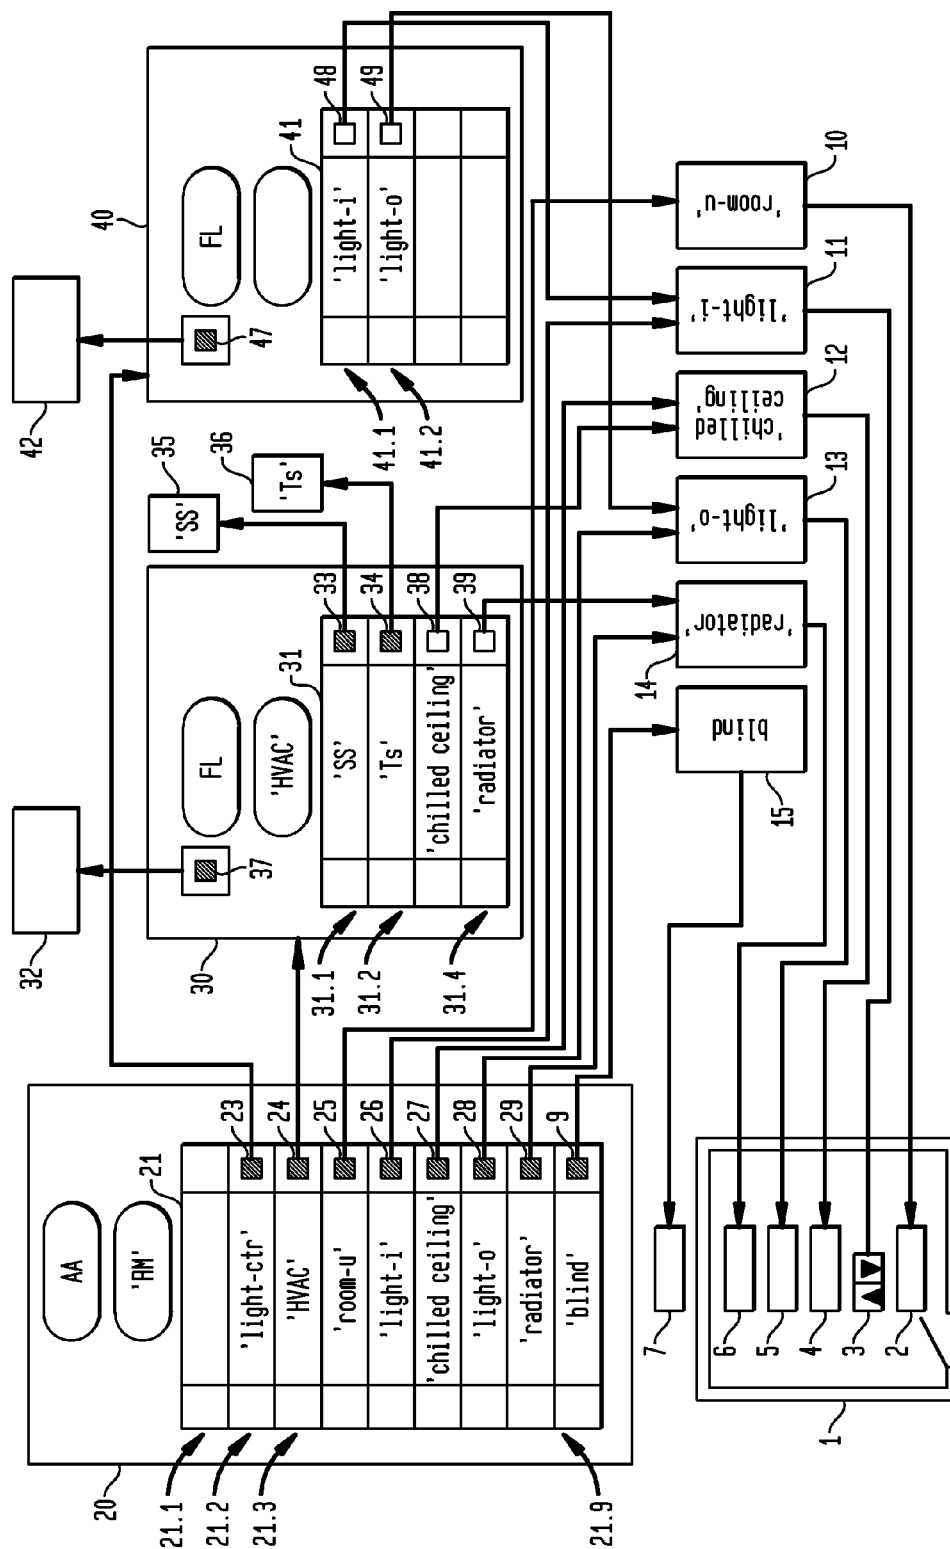 20
AA
'RM'
21
21.1
21.2
'light-ctr'
23
21.3
'HVAC'
24
'room-u'
25
'light-i'
26
'chilled ceiling'
27
'light-o'
28
'radiator'
29
21.9
'blind'
9
32
30
37
FL
'HVAC'
31
31.1
'SS'
33
31.2
'Ts'
34
'chilled ceiling'
38
31.4
'radiator'
39
35
'SS'
36
'Ts'
42
40
47
FL
41
41.1
'light-i'
48
41.2
'light-o'
49
'room-u'
10
'light-i'
11
'chilled
ceiling'
12
'light-o'
13
'radiator'
14
blind
15
7
6
5
4
3
2
1